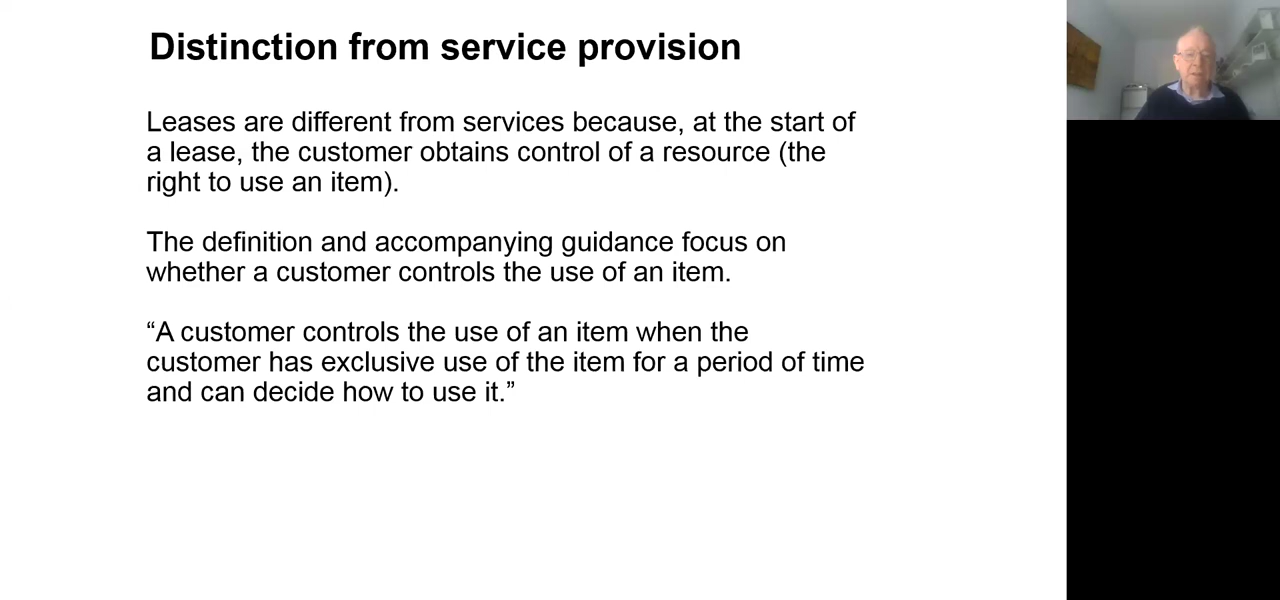 Distinction from service provision
Leases are different from services because, at the start of
a lease, the customer obtains control of a resource (the
right to use an item).
The definition and accompanying guidance focus on
whether a customer controls the use of an item.
“A customer controls the use of an item when the
customer has exclusive use of the item for a period of time
and can decide how to use it.”